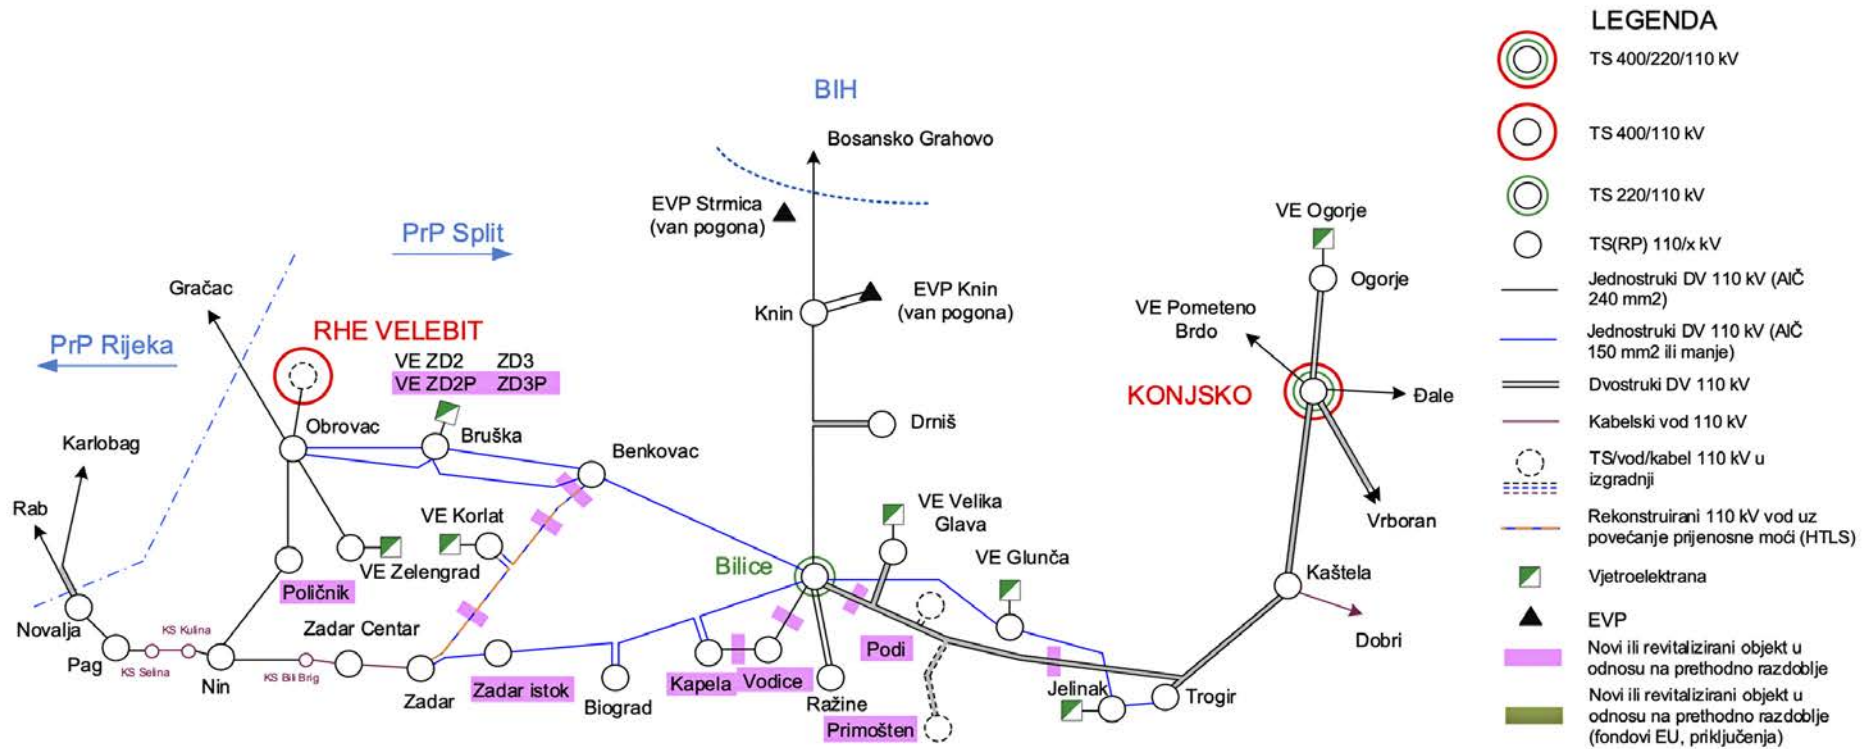 BIH
Bosansko Grahovo
EVP Strmica
(van pogona)
PrP Split
Gračac
PrP Rijeka
RHE VELEBIT
VE ZD2 ZD3
VE ZD2P ZD3P
Knin
EVP Knin
(van pogona)
VE Ogorje
Ogorje
VE Pometeno
Brdo
KONJSKO
Đale
Vrboran
Karlobag
Obrovac
Bruška
Benkovac
Drniš
Rab
VE Korlat
VE Zelengrad
VE Velika
Glava
Bilice
VE Glunča
Kaštela
Dobri
Poličnik
Novalja
Pag
KS Kulina
KS Selina
Nin
Zadar Centar
KS Bili Brig
Zadar
Zadar istok
Biograd
Kapela
Vodice
Ražine
Podi
Primošten
Jelinak
Trogir
LEGENDA
TS 400/220/110 kV
TS 400/110 kV
TS 220/110 kV
TS(RP) 110/x kV
Jednostruki DV 110 kV (AlČ
240 mm2)
Jednostruki DV 110 kV (AlČ
150 mm2 ili manje)
Dvostruki DV 110 kV
Kabelski vod 110 kV
TS/vod/kabel 110 kV u
izgradnji
Rekonstruirani 110 kV vod uz
povećanje prijenosne moći (HTLS)
Vjetroelektrana
EVP
Novi ili revitalizirani objekt u
odnosu na prethodno razdoblje
Novi ili revitalizirani objekt u
odnosu na prethodno razdoblje
(fondovi EU, priključenja)